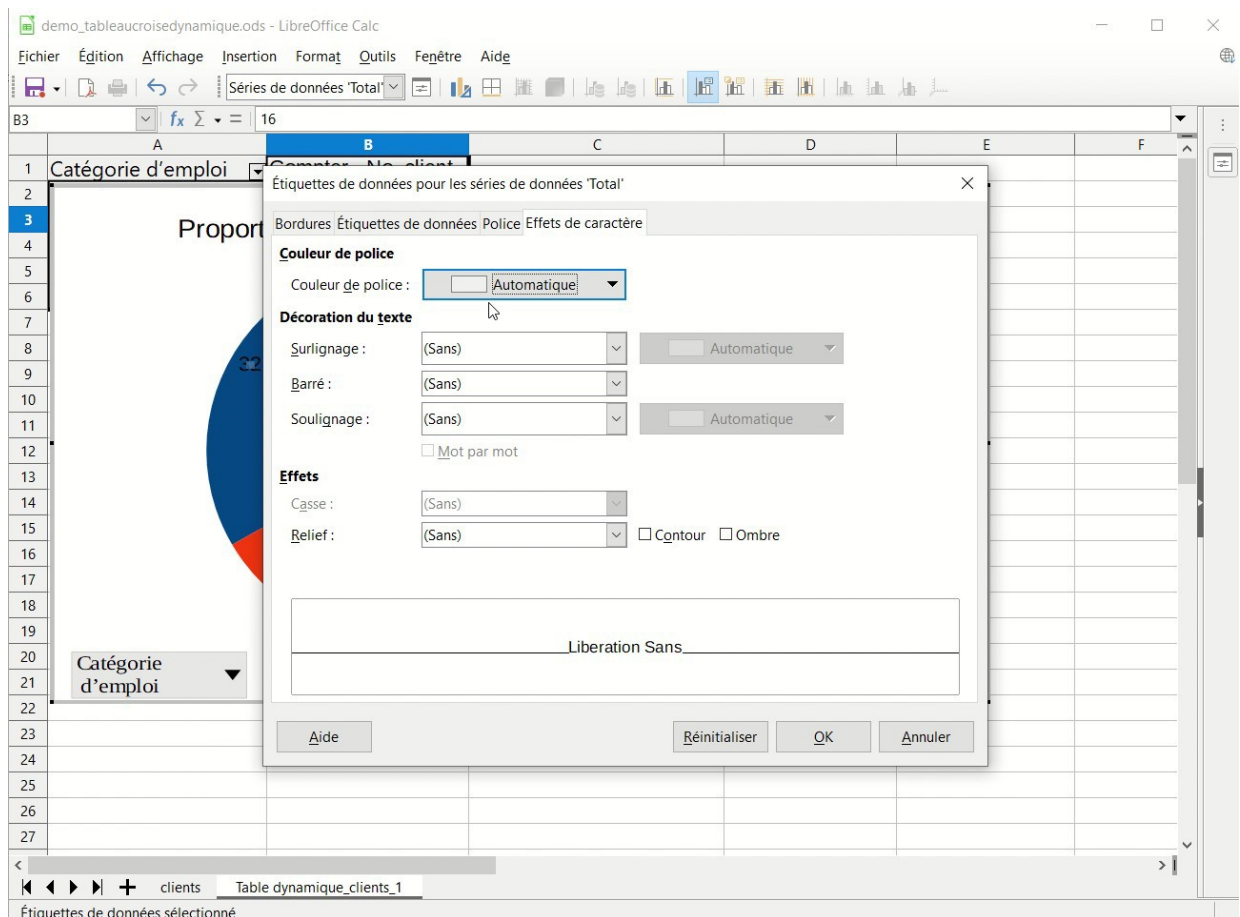 demo_tableaucroisedynamique.ods - LibreOffice Calc
Fichier Édition Affichage Insertion Format Outils Fenêtre Aide
Séries de données 'Total'
B3 fx Σ = 16
A B C D E F
1 Catégorie d’emploi Compter - No_client
2
3
4
5
6
7
8
9
10
11
12
13
14
15
16
17
18
19
20
21
22
23
24
25
26
27
Proport
32
Catégorie
d’emploi
Étiquettes de données pour les séries de données 'Total'
Bordures Étiquettes de données Police Effets de caractère
Couleur de police
Couleur de police : Automatique
Décoration du texte
Surlignage : (Sans) Automatique
Barré : (Sans)
Soulignage : (Sans) Automatique
Mot par mot
Effets
Casse : (Sans)
Relief : (Sans) Contour Ombre
Liberation Sans
Aide Réinitialiser OK Annuler
clients Table dynamique_clients_1
Étiquettes de données sélectionné